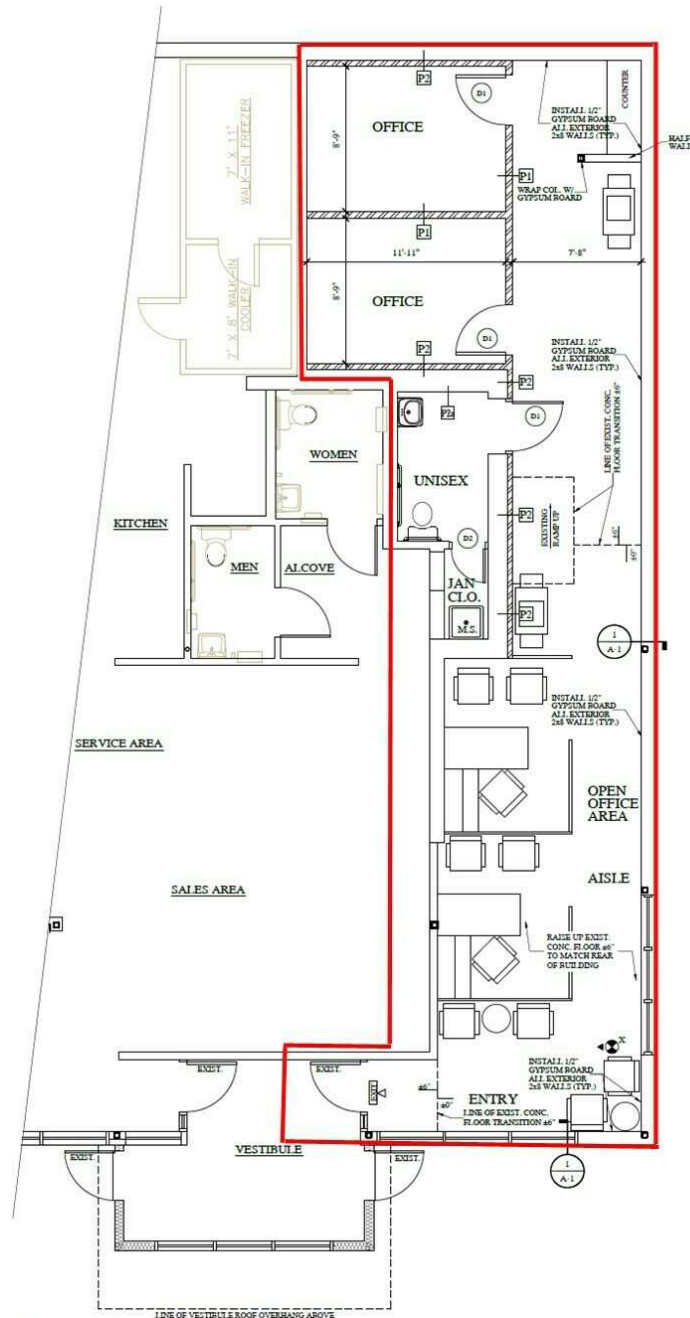 P2
D1
COUNTER
INSTALL 1/2"
GYPSUM BOARD
ALL EXTERIOR
2x8 WALLS (TYP.)
OFFICE
8'-9"
7' X 11'
WALK-IN FREEZER
HALF
WALL
P1
WRAP COL. W/
GYPSUM BOARD
P1
11'-11"
7'-8"
7' X 8' WALK-IN
COOLER
8'-9"
OFFICE
D1
P2
INSTALL 1/2"
GYPSUM BOARD
ALL EXTERIOR
2x8 WALLS (TYP.)
P2
P2a
D1
LINE OF EXIST. CONC.
FLOOR TRANSITION ±6"
WOMEN
UNISEX
KITCHEN
P2
EXISTING
RAMP UP
±6"
±0"
D2
MEN
ALCOVE
JAN
CLO.
M.S.
P2
1
A-1
INSTALL 1/2"
GYPSUM BOARD
ALL EXTERIOR
2x8 WALLS (TYP.)
SERVICE AREA
OPEN
OFFICE
AREA
AISLE
SALES AREA
RAISE UP EXIST.
CONC. FLOOR ±6"
TO MATCH REAR
OF BUILDING
X
EXIST.
EXIST.
INSTALL 1/2"
GYPSUM BOARD
ALL EXTERIOR
2x8 WALLS (TYP.)
EXIT
±6"
±0"
ENTRY
LINE OF EXIST. CONC.
FLOOR TRANSITION ±6"
VESTIBULE
EXIST.
EXIST.
1
A-1
LINE OF VESTIBULE ROOF OVERHANG ABOVE